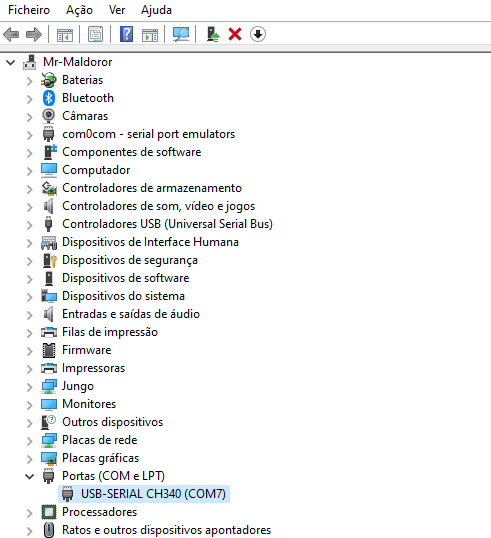 Ficheiro Ação Ver Ajuda
Mr-Maldoror
Baterias
Bluetooth
Câmaras
com0com - serial port emulators
Componentes de software
Computador
Controladores de armazenamento
Controladores de som, vídeo e jogos
Controladores USB (Universal Serial Bus)
Dispositivos de Interface Humana
Dispositivos de segurança
Dispositivos de software
Dispositivos do sistema
Entradas e saídas de áudio
Filas de impressão
Firmware
Impressoras
Jungo
Monitores
Outros dispositivos
Placas de rede
Placas gráficas
Portas (COM e LPT)
USB-SERIAL CH340 (COM7)
Processadores
Ratos e outros dispositivos apontadores